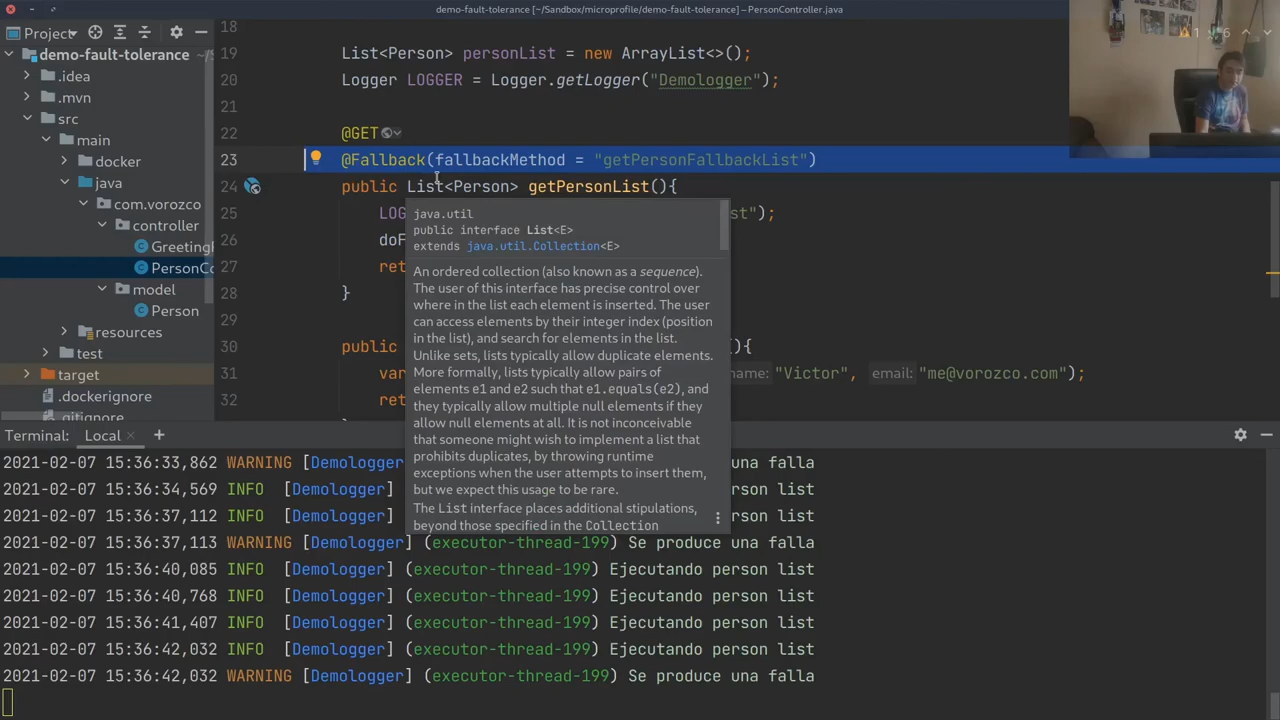 demo-fault-tolerance [~/Sandbox/microprofile/demo-fault-tolerance] – PersonController.java
Project
demo-fault-tolerance
.idea
.mvn
src
main
docker
java
com.vorozco
controller
GreetingR
PersonCo
model
Person
resources
test
target
.dockerignore
.gitignore
1 6
18
19 List<Person> personList = new ArrayList<>();
20 Logger LOGGER = Logger.getLogger("Demologger");
21
22 @GET
23 @Fallback(fallbackMethod = "getPersonFallbackList")
24 public List<Person> getPersonList(){
25 LOG st");
26 doF
27 ret
28 }
29
30 public {
31 var name: "Victor", email: "me@vorozco.com");
32 ret
java.util
public interface List<E>
extends java.util.Collection<E>
An ordered collection (also known as a sequence).
The user of this interface has precise control over
where in the list each element is inserted. The user
can access elements by their integer index (position
in the list), and search for elements in the list.
Unlike sets, lists typically allow duplicate elements.
More formally, lists typically allow pairs of
elements e1 and e2 such that e1.equals(e2), and
they typically allow multiple null elements if they
allow null elements at all. It is not inconceivable
that someone might wish to implement a list that
prohibits duplicates, by throwing runtime
exceptions when the user attempts to insert them,
but we expect this usage to be rare.
The List interface places additional stipulations,
beyond those specified in the Collection
Terminal: Local
2021-02-07 15:36:33,862 WARNING [Demologger] una falla
2021-02-07 15:36:34,569 INFO [Demologger] person list
2021-02-07 15:36:37,112 INFO [Demologger] person list
2021-02-07 15:36:37,113 WARNING [Demologger] (executor-thread-199) Se produce una falla
2021-02-07 15:36:40,085 INFO [Demologger] (executor-thread-199) Ejecutando person list
2021-02-07 15:36:40,768 INFO [Demologger] (executor-thread-199) Ejecutando person list
2021-02-07 15:36:41,407 INFO [Demologger] (executor-thread-199) Ejecutando person list
2021-02-07 15:36:42,032 INFO [Demologger] (executor-thread-199) Ejecutando person list
2021-02-07 15:36:42,032 WARNING [Demologger] (executor-thread-199) Se produce una falla